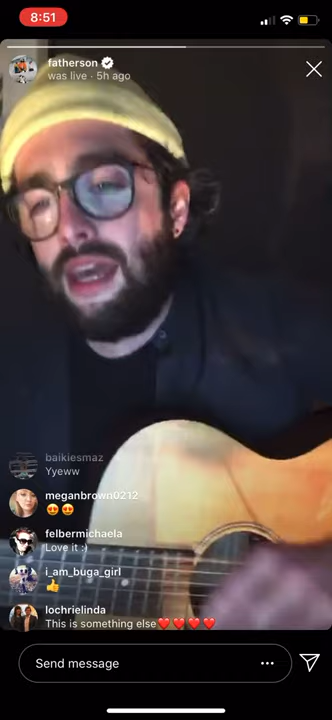 8:51
fatherson
was live · 5h ago
baikiesmaz
Yyeww
meganbrown0212
😍😍
felbermichaela
Love it :)
i_am_buga_girl
👍
lochrielinda
This is something else❤️❤️❤️❤️
Send message